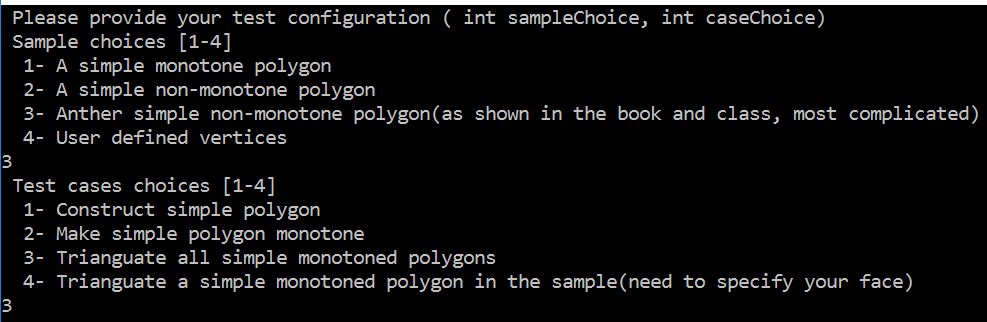 Please provide your test configuration ( int sampleChoice, int caseChoice)
Sample choices [1-4]
1- A simple monotone polygon
2- A simple non-monotone polygon
3- Anther simple non-monotone polygon(as shown in the book and class, most complicated)
4- User defined vertices
3
Test cases choices [1-4]
1- Construct simple polygon
2- Make simple polygon monotone
3- Trianguate all simple monotoned polygons
4- Trianguate a simple monotoned polygon in the sample(need to specify your face)
3